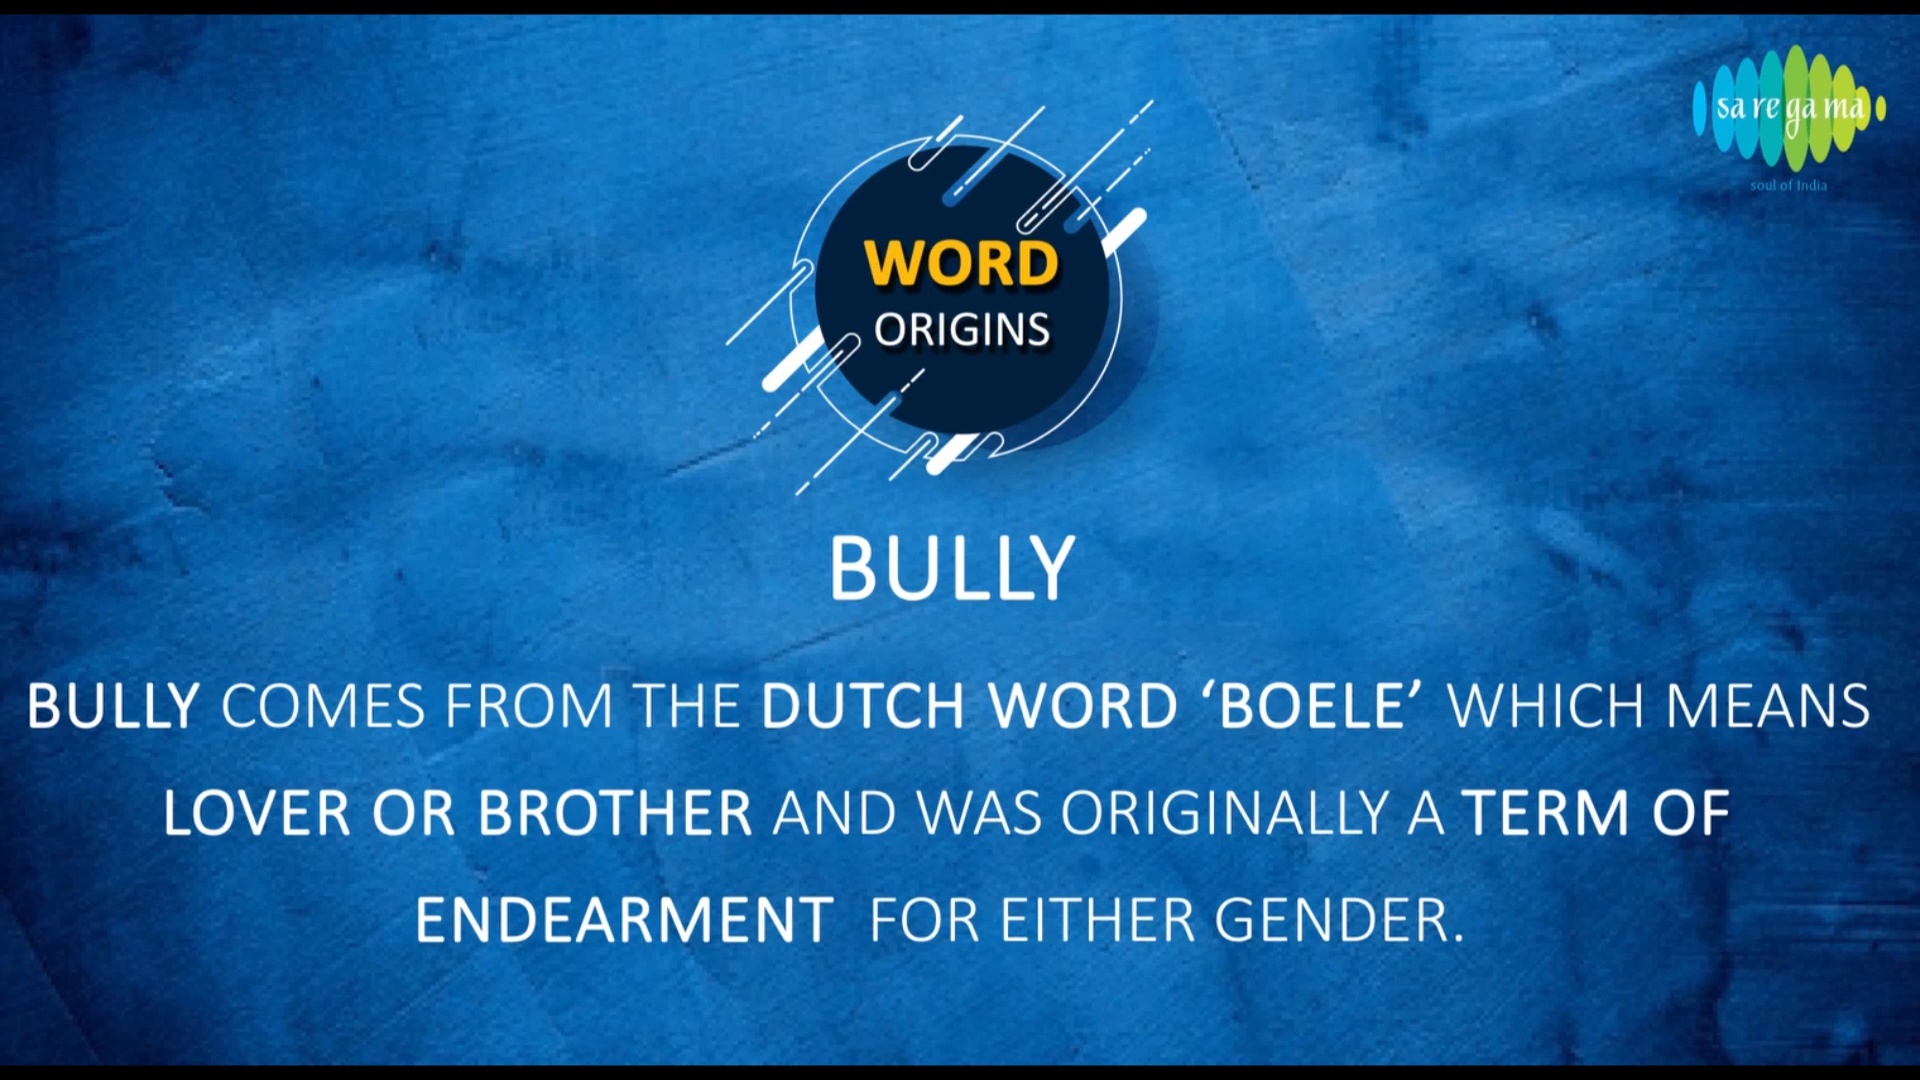 sa re ga ma
soul of India
WORD
ORIGINS
BULLY
BULLY COMES FROM THE DUTCH WORD ‘BOELE’ WHICH MEANS
LOVER OR BROTHER AND WAS ORIGINALLY A TERM OF
ENDEARMENT FOR EITHER GENDER.